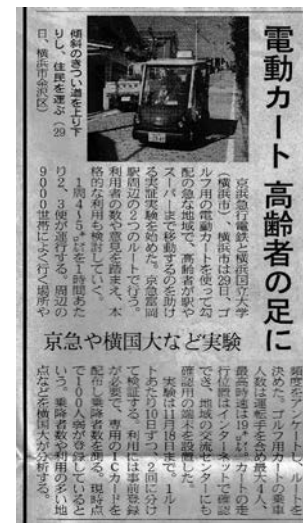 電動カート 高齢者の足に
京急や横国大など実験
傾斜のきつい道を上り下
りし、住民を運ぶ（29
日、横浜市金沢区）
京浜急行電鉄と横浜国立大学
（横浜市）、横浜市は29日、ゴ
ルフ用の電動カートを使って勾
配の急な地域で、高齢者が駅や
スーパーまで移動するのを助け
る実証実験を始めた。京急富岡
駅周辺の2つのルートで行う。
利用者の数や意見を踏まえ、本
格的な利用も検討していく。
1周4～5㌔を1時間あた
り2、3便が運行する。周辺の
9000世帯によく行く場所や
頻度をアンケートし、ルートを
決めた。ゴルフ用カートの乗車
人数は運転手を含め最大4人、
最高時速は19㌔。カートの走
行位置はインターネットで確認
でき、地域の交流センターにも
確認用の端末を設置した。
実験は11月18日まで。1ルー
トあたり10日ずつ、2回に分け
て検証する。利用には事前登録
が必要で、専用のICカードを
配布し乗降者数を測る。現時点
で100人弱が登録していると
いう。乗降者数や利用の多い地
点などを横国大が分析する。